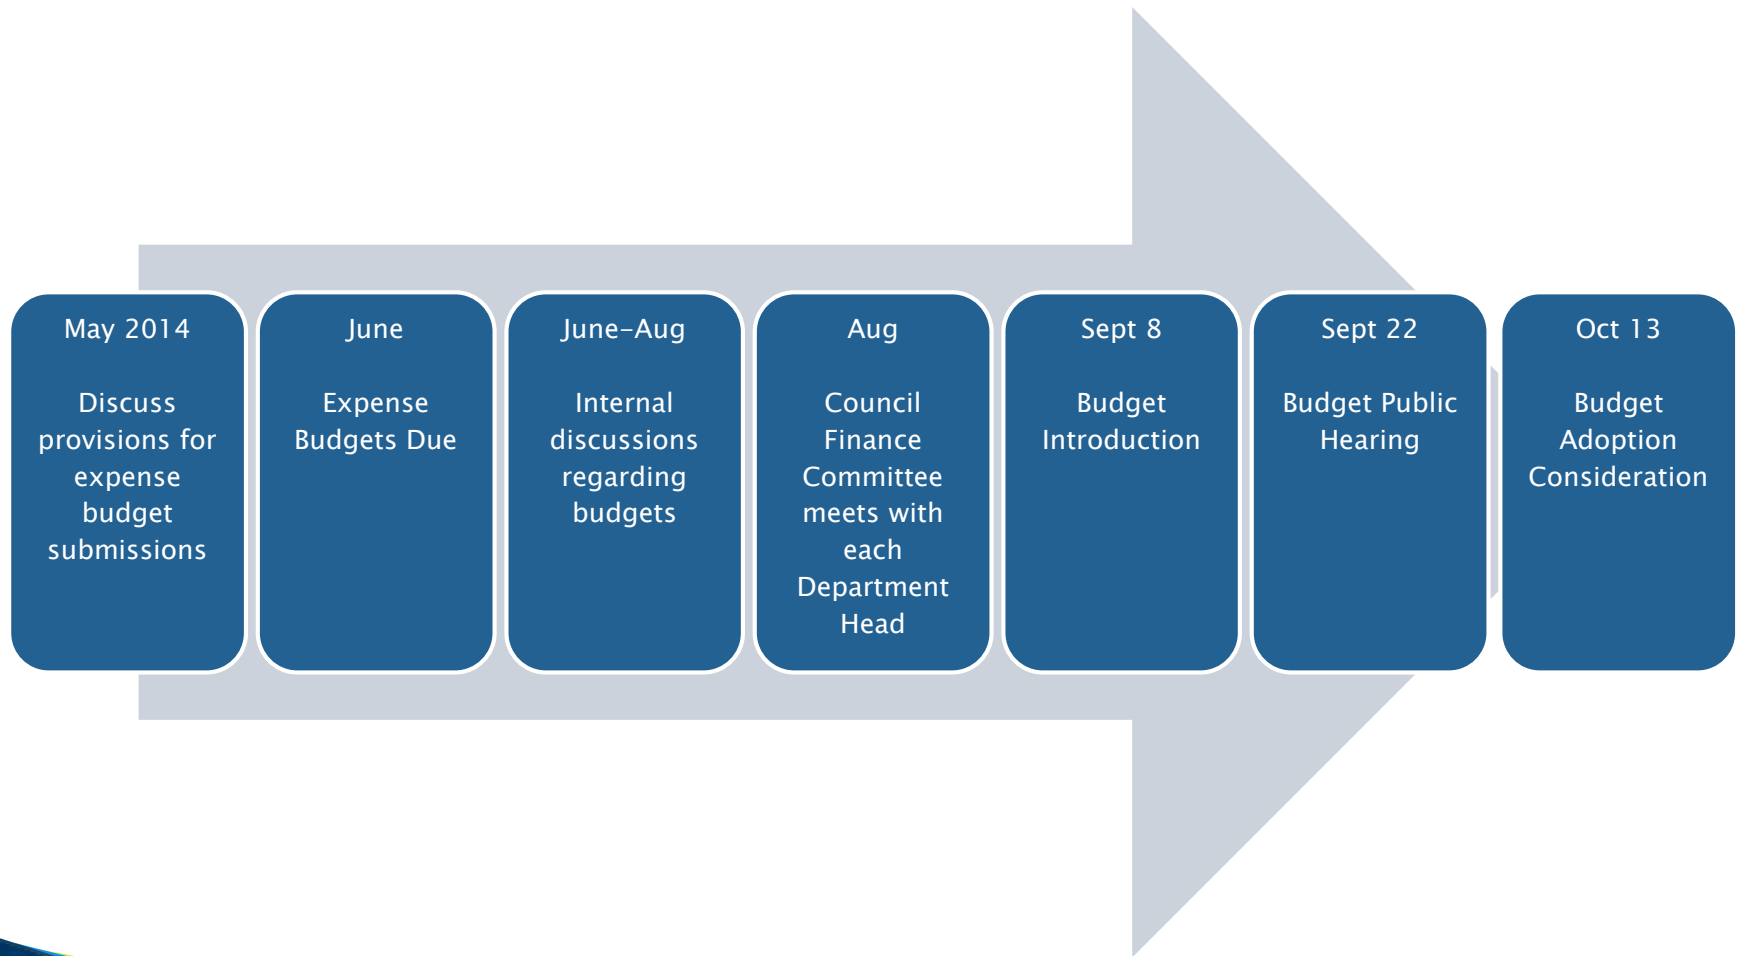 May 2014
Discuss
provisions for
expense
budget
submissions
June
Expense
Budgets Due
June-Aug
Internal
discussions
regarding
budgets
Aug
Council
Finance
Committee
meets with
each
Department
Head
Sept 8
Budget
Introduction
Sept 22
Budget Public
Hearing
Oct 13
Budget
Adoption
Consideration